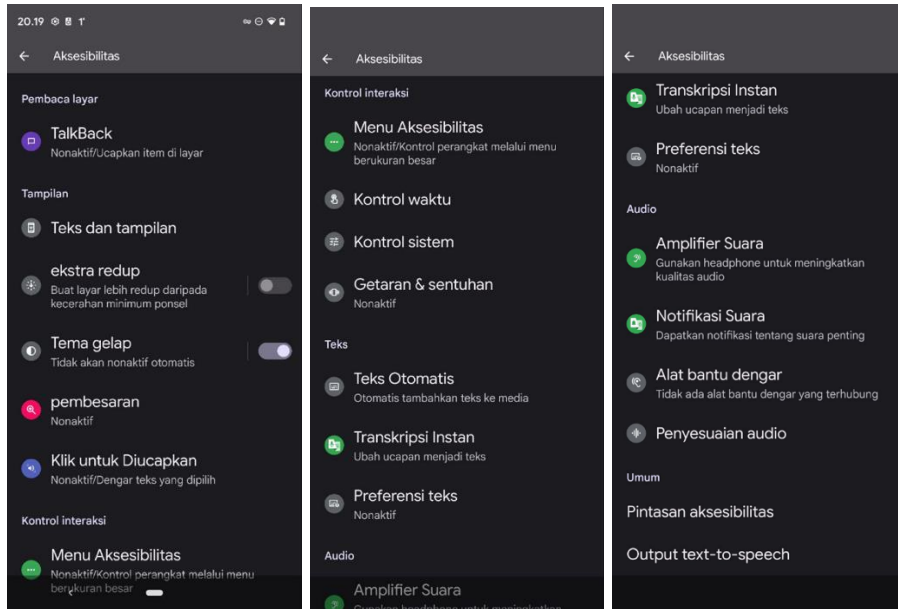 20.19
Aksesibilitas
Pembaca layar
TalkBack
Nonaktif/Ucapkan item di layar
Tampilan
Teks dan tampilan
ekstra redup
Buat layar lebih redup daripada
kecerahan minimum ponsel
Tema gelap
Tidak akan nonaktif otomatis
pembesaran
Nonaktif
Klik untuk Diucapkan
Nonaktif/Dengar teks yang dipilih
Kontrol interaksi
Menu Aksesibilitas
Nonaktif/Kontrol perangkat melalui menu
berukuran besar
Aksesibilitas
Kontrol interaksi
Menu Aksesibilitas
Nonaktif/Kontrol perangkat melalui menu
berukuran besar
Kontrol waktu
Kontrol sistem
Getaran & sentuhan
Nonaktif
Teks
Teks Otomatis
Otomatis tambahkan teks ke media
Transkripsi Instan
Ubah ucapan menjadi teks
Preferensi teks
Nonaktif
Audio
Amplifier Suara
Gunakan headphone untuk meningkatkan
Aksesibilitas
Transkripsi Instan
Ubah ucapan menjadi teks
Preferensi teks
Nonaktif
Audio
Amplifier Suara
Gunakan headphone untuk meningkatkan
kualitas audio
Notifikasi Suara
Dapatkan notifikasi tentang suara penting
Alat bantu dengar
Tidak ada alat bantu dengar yang terhubung
Penyesuaian audio
Umum
Pintasan aksesibilitas
Output text-to-speech